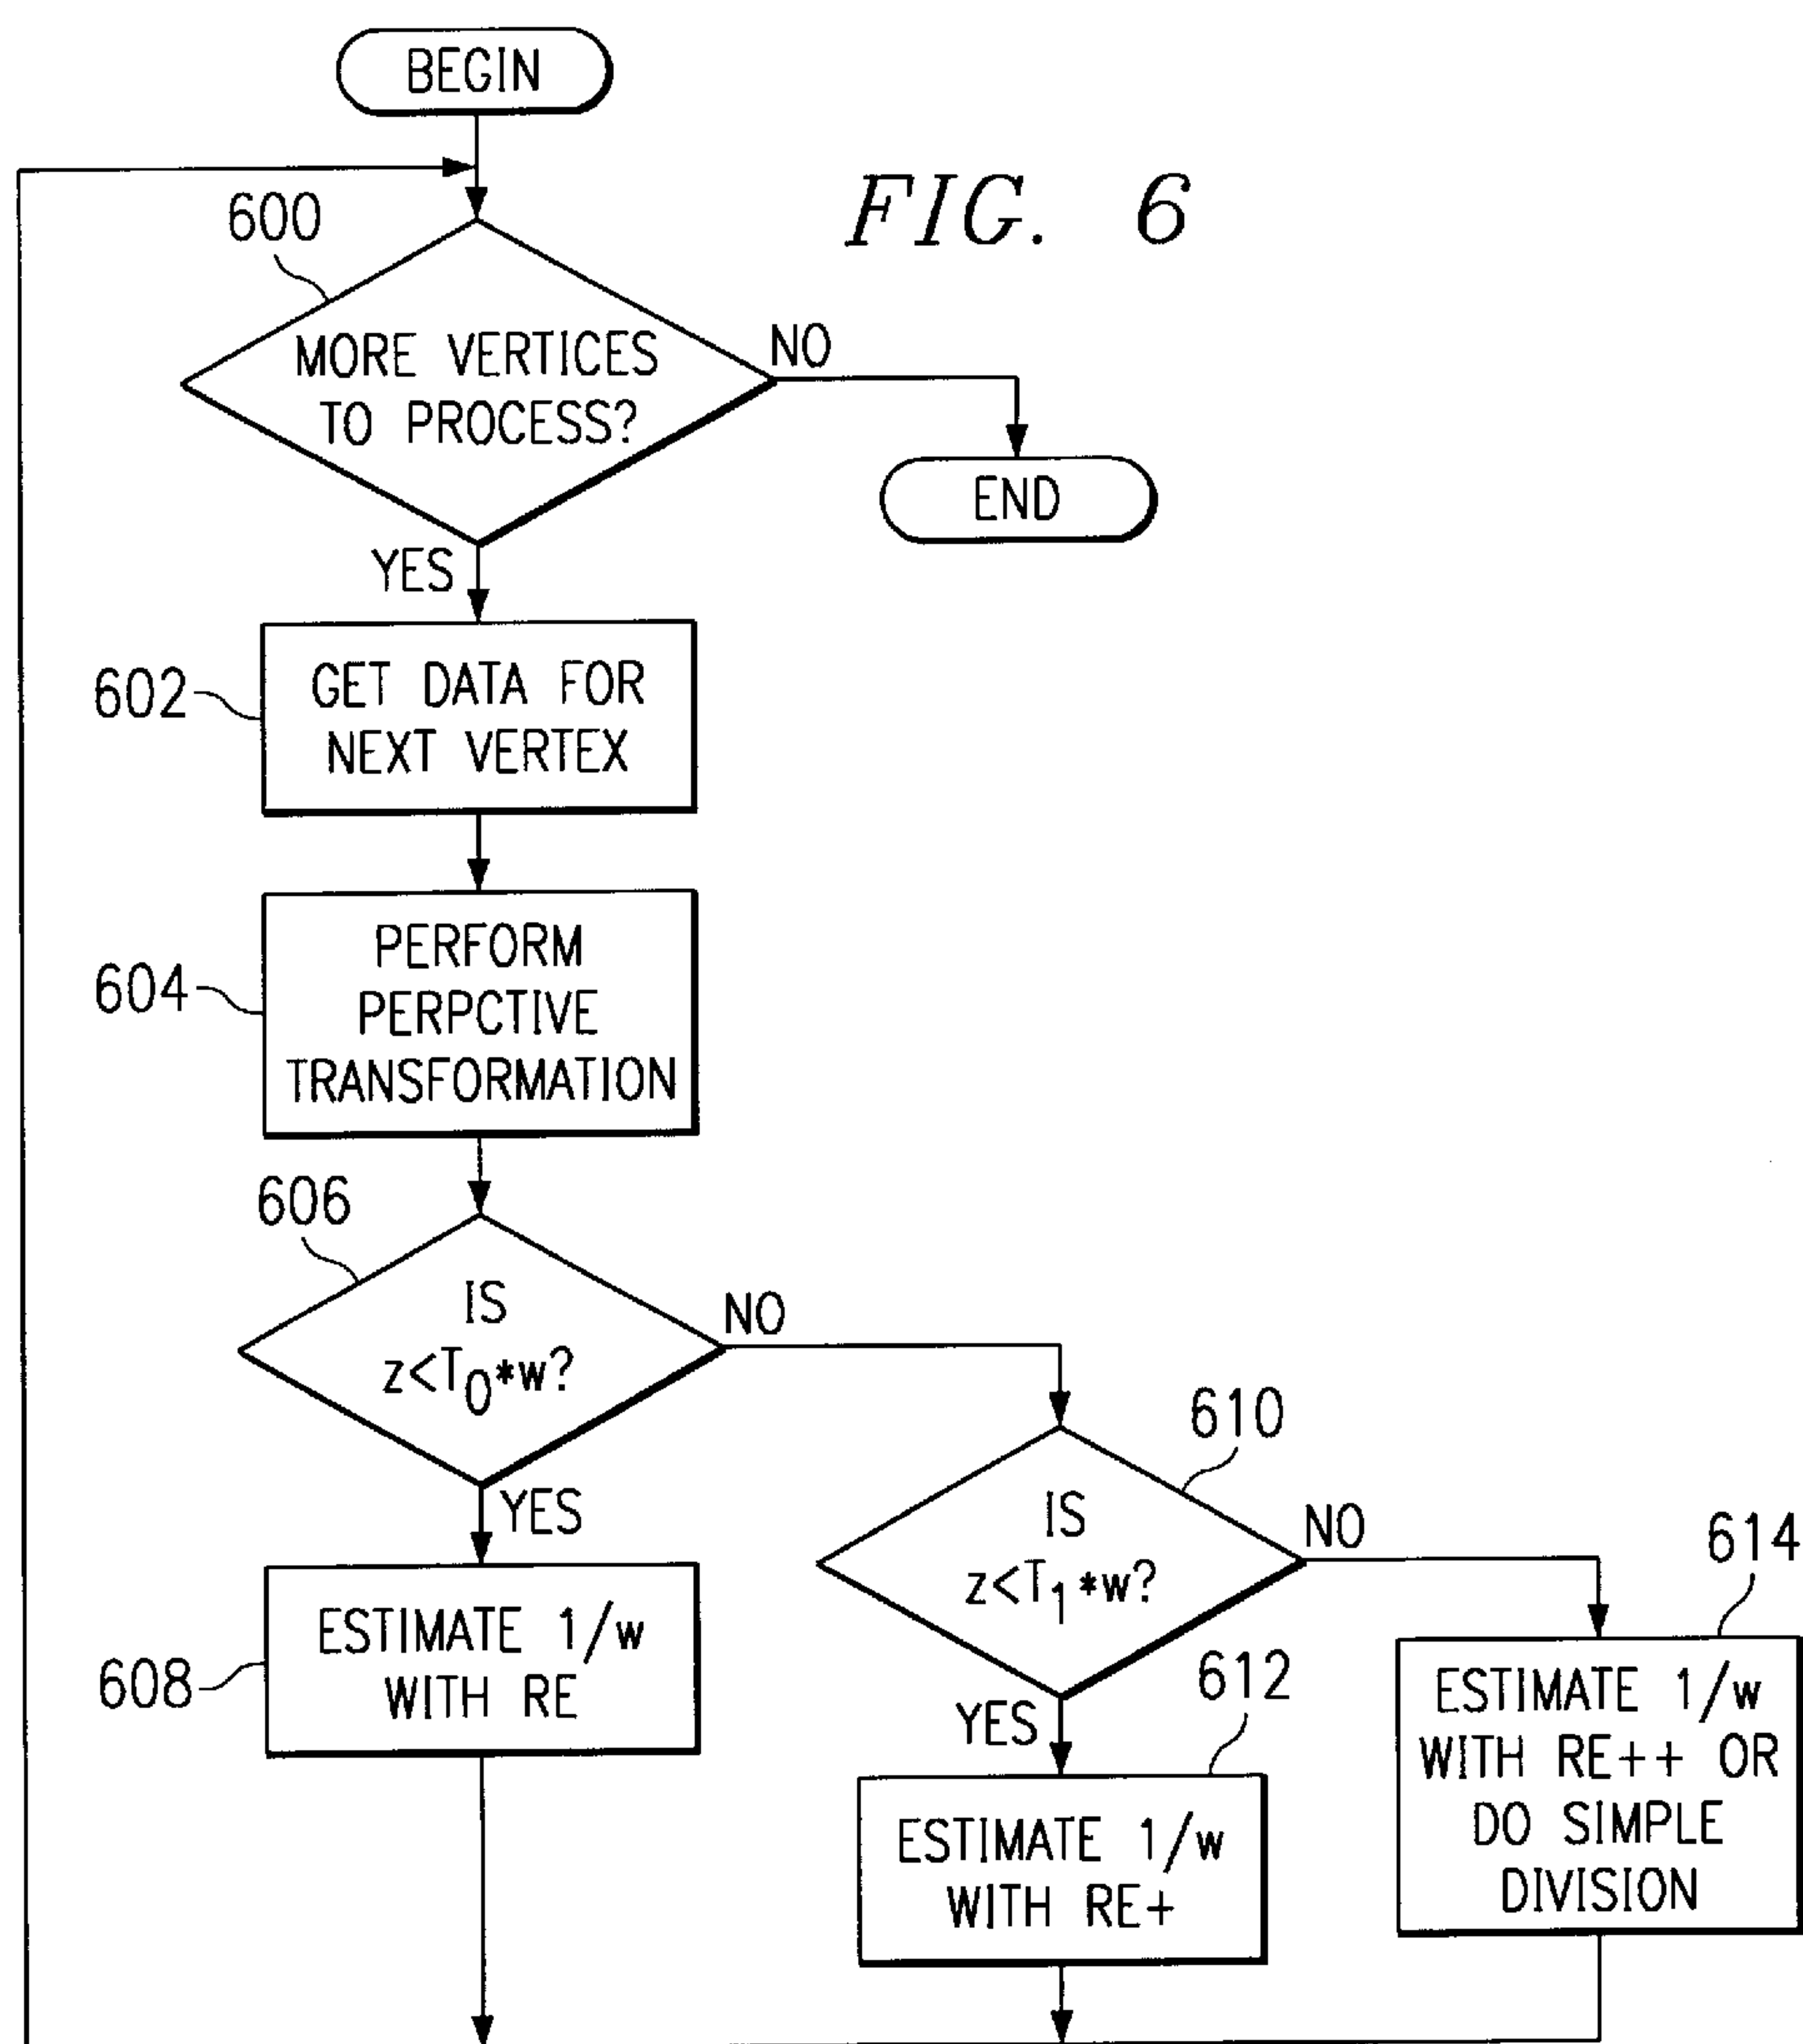 BEGIN
FIG. 6
600
MORE VERTICES
TO PROCESS?
NO
END
YES
602
GET DATA FOR
NEXT VERTEX
604
PERFORM
PERPCTIVE
TRANSFORMATION
606
IS
z<T0*w?
NO
YES
608
ESTIMATE 1/w
WITH RE
610
IS
z<T1*w?
NO
YES
612
ESTIMATE 1/w
WITH RE+
614
ESTIMATE 1/w
WITH RE++ OR
DO SIMPLE
DIVISION